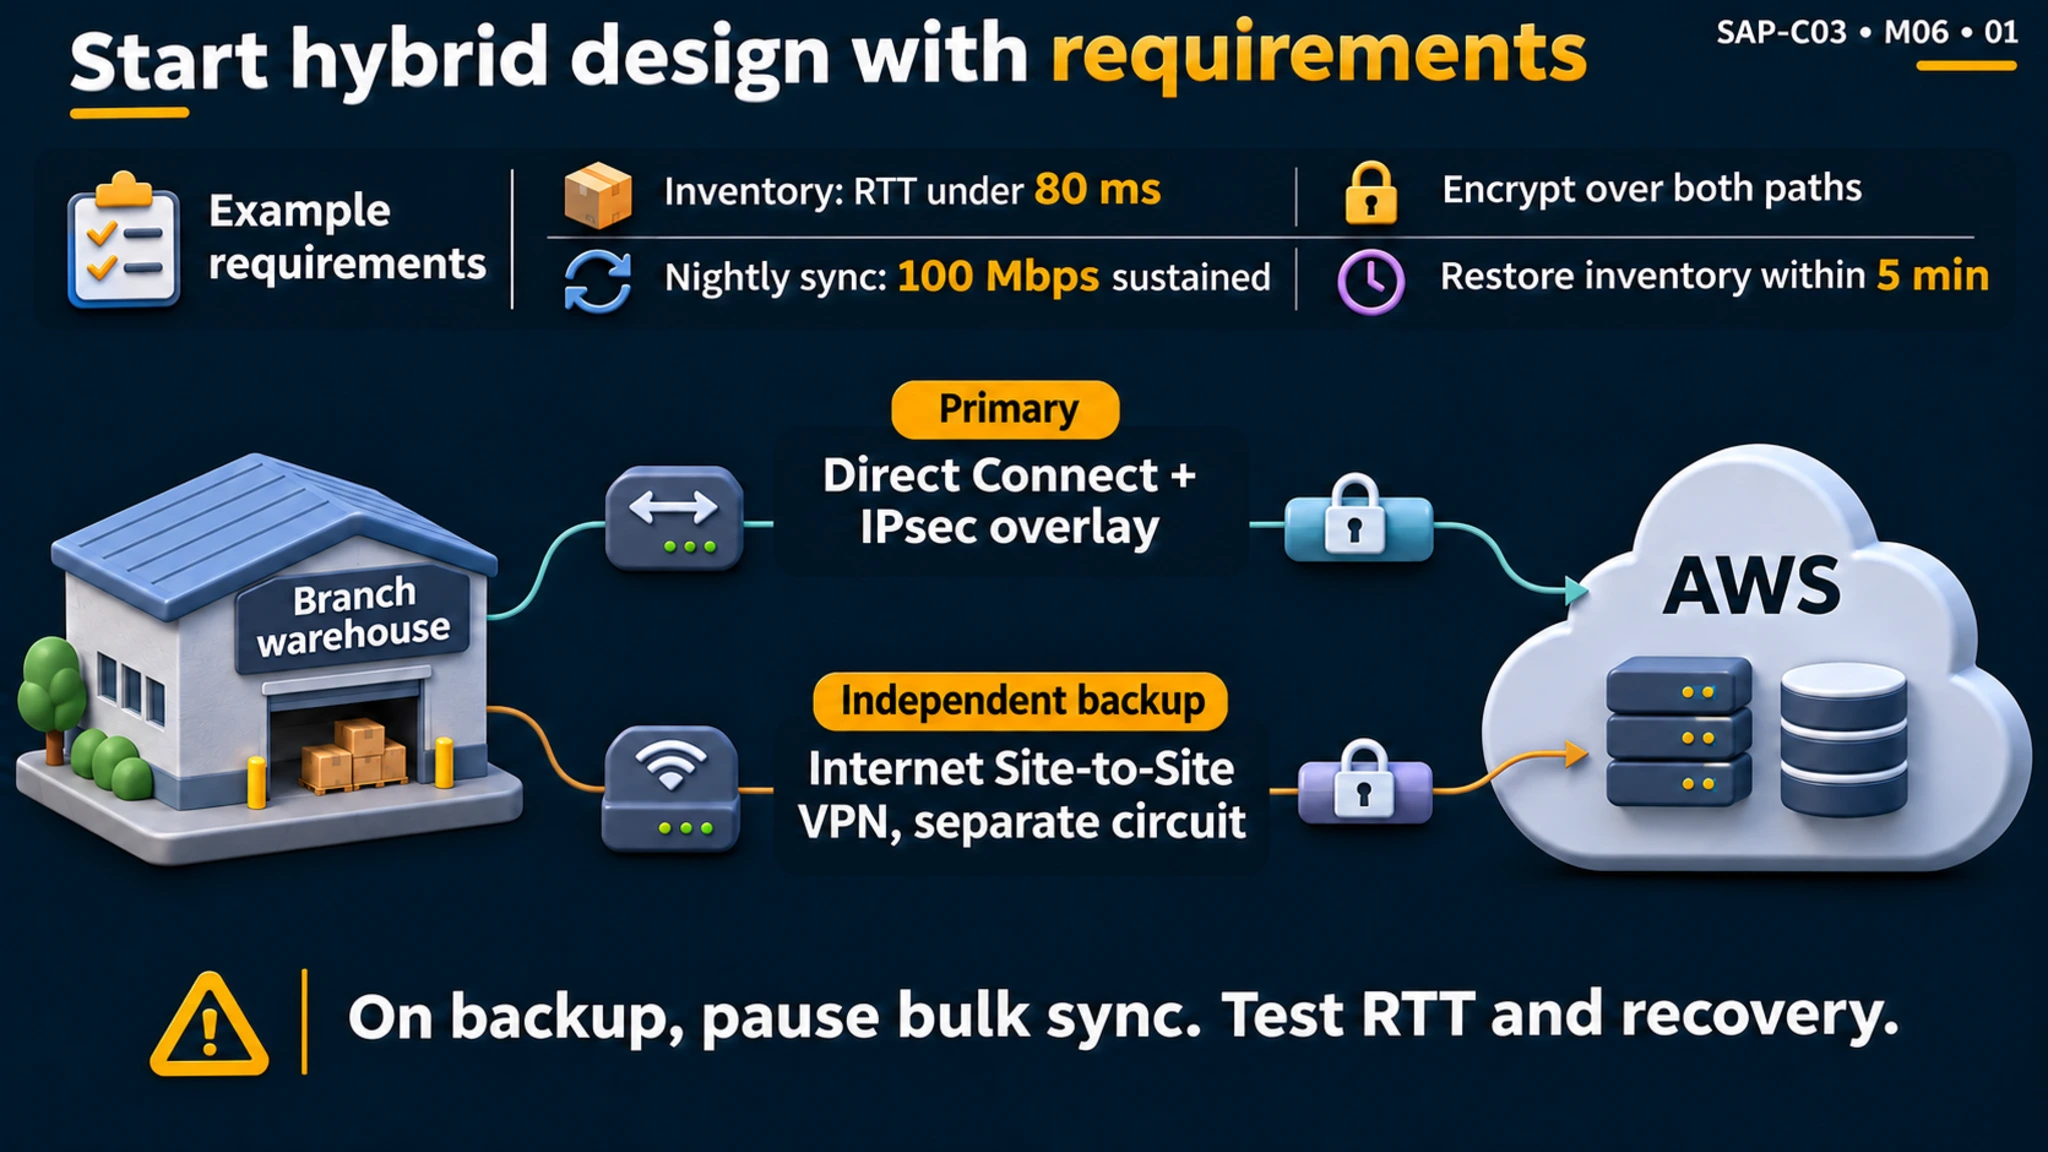 Start hybrid design with requirements
SAP-C03 • M06 • 01
Example
requirements
Inventory: RTT under 80 ms
Encrypt over both paths
Nightly sync: 100 Mbps sustained
Restore inventory within 5 min
Primary
Direct Connect +
IPsec overlay
Branch
warehouse
AWS
Independent backup
Internet Site-to-Site
VPN, separate circuit
On backup, pause bulk sync. Test RTT and recovery.